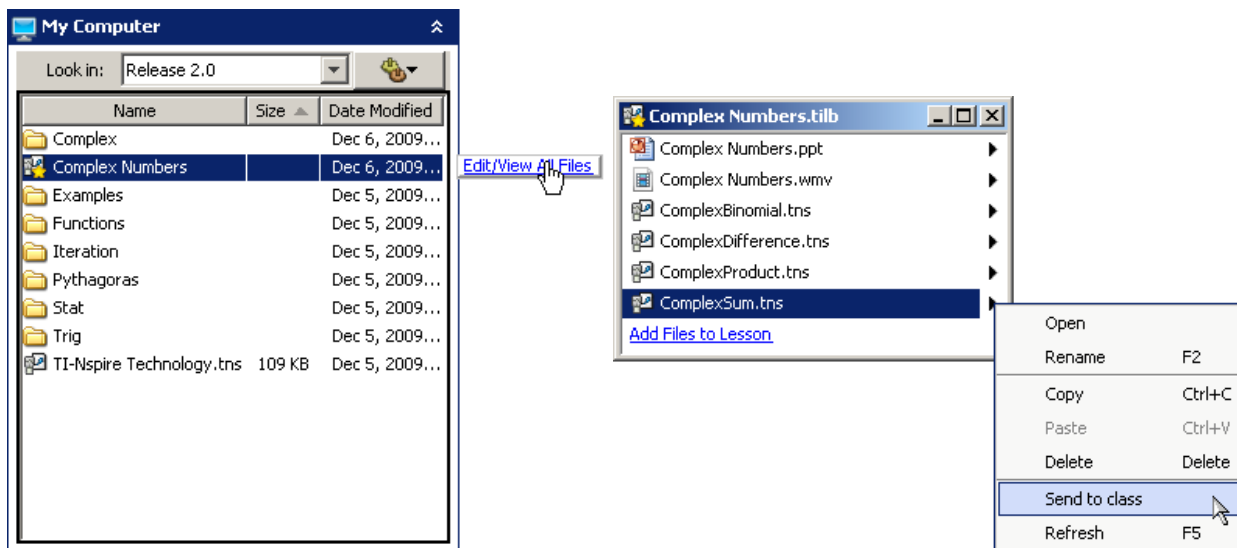 My Computer
Look in: Release 2.0
Name Size Date Modified
Complex Dec 6, 2009...
Complex Numbers Dec 6, 2009...
Examples Dec 5, 2009...
Functions Dec 5, 2009...
Iteration Dec 5, 2009...
Pythagoras Dec 5, 2009...
Stat Dec 5, 2009...
Trig Dec 5, 2009...
TI-Nspire Technology.tns 109 KB Dec 5, 2009...
Edit/View All Files
Complex Numbers.tilb
Complex Numbers.ppt
Complex Numbers.wmv
ComplexBinomial.tns
ComplexDifference.tns
ComplexProduct.tns
ComplexSum.tns
Add Files to Lesson
Open
Rename F2
Copy Ctrl+C
Paste Ctrl+V
Delete Delete
Send to class
Refresh F5